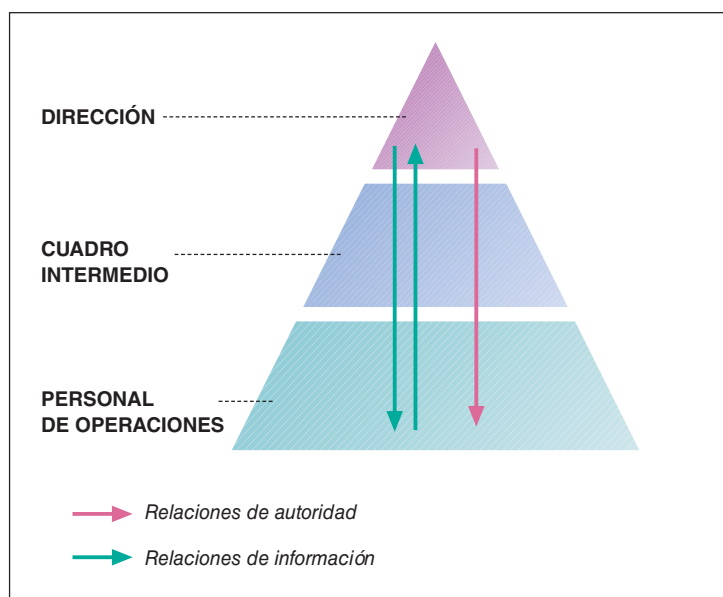 DIRECCIÓN
CUADRO
INTERMEDIO
PERSONAL
DE OPERACIONES
Relaciones de autoridad
Relaciones de información